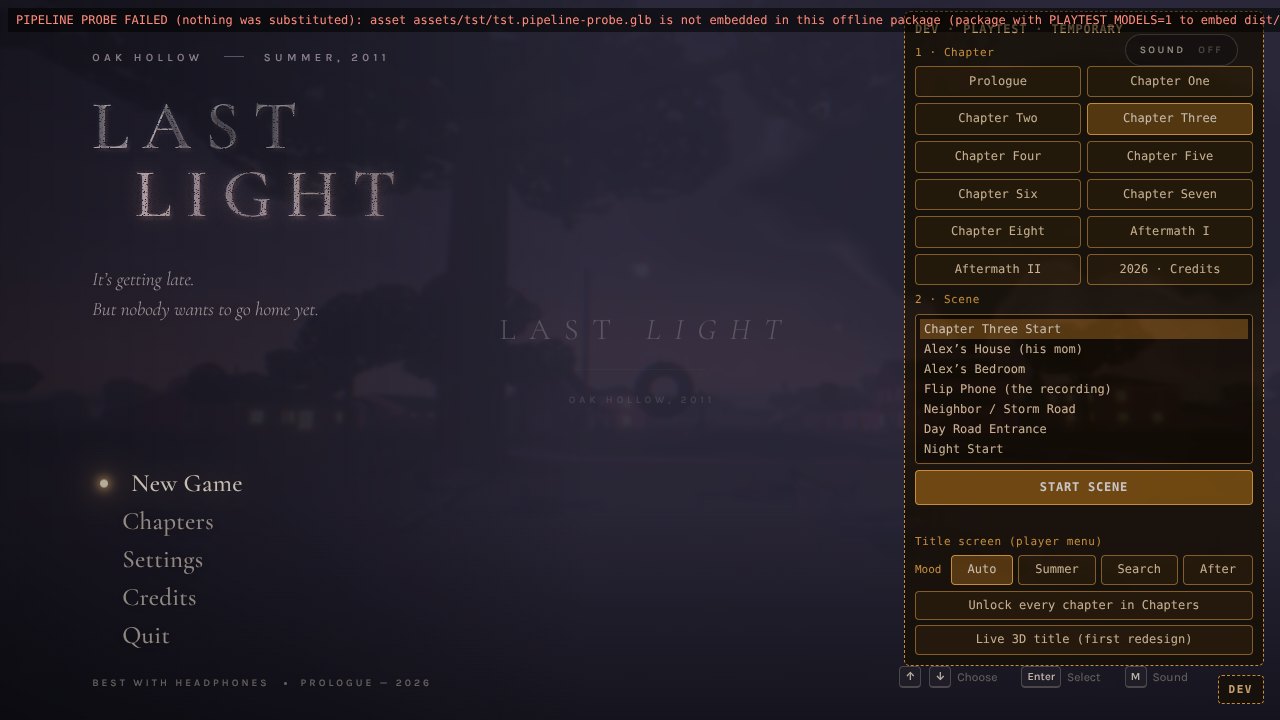 PIPELINE PROBE FAILED (nothing was substituted): asset assets/tst/tst.pipeline-probe.glb is not embedded in this offline package (package with PLAYTEST_MODELS=1 to embed dist/
OAK HOLLOW — SUMMER, 2011
LAST
LIGHT
It's getting late.
But nobody wants to go home yet.
LAST LIGHT
OAK HOLLOW, 2011
New Game
Chapters
Settings
Credits
Quit
BEST WITH HEADPHONES • PROLOGUE — 2026
DEV · PLAYTEST · TEMPORARY
SOUND OFF
1 · Chapter
Prologue
Chapter One
Chapter Two
Chapter Three
Chapter Four
Chapter Five
Chapter Six
Chapter Seven
Chapter Eight
Aftermath I
Aftermath II
2026 · Credits
2 · Scene
Chapter Three Start
Alex’s House (his mom)
Alex’s Bedroom
Flip Phone (the recording)
Neighbor / Storm Road
Day Road Entrance
Night Start
START SCENE
Title screen (player menu)
Mood Auto Summer Search After
Unlock every chapter in Chapters
Live 3D title (first redesign)
↑ ↓ Choose Enter Select M Sound
DEV